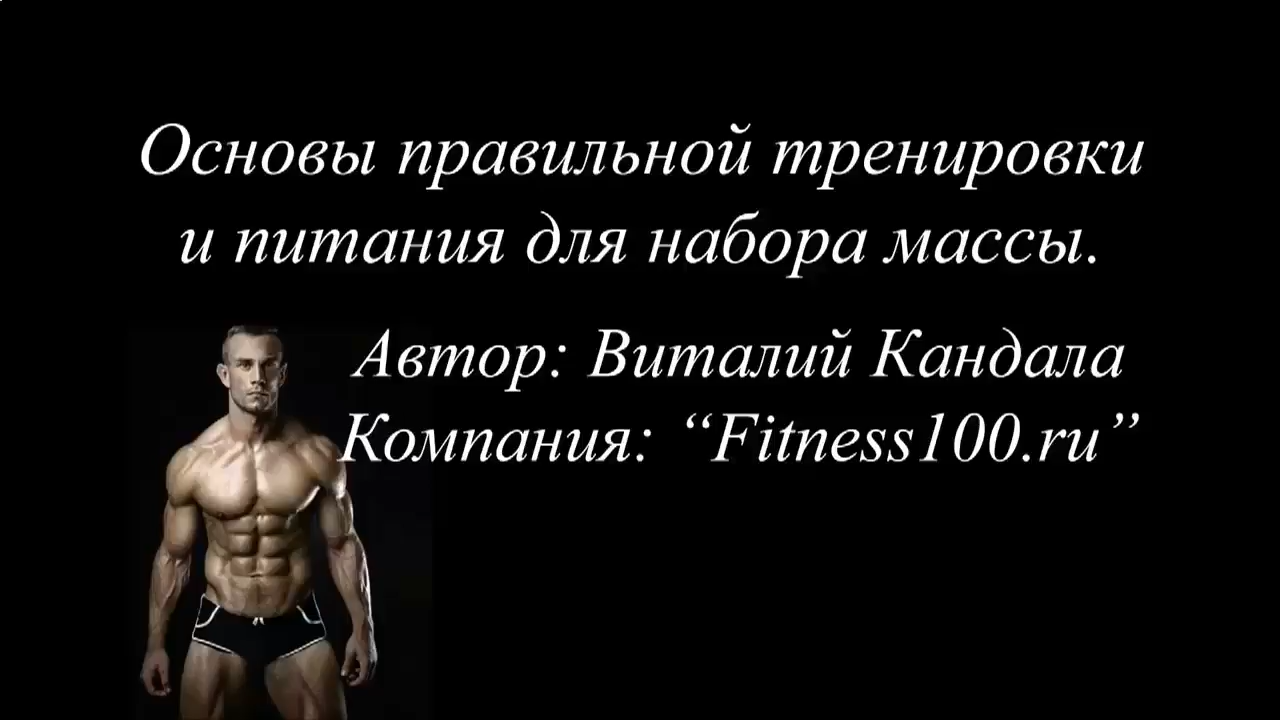 Основы правильной тренировки
и питания для набора массы.
Автор: Виталий Кандала
Компания: “Fitness100.ru”